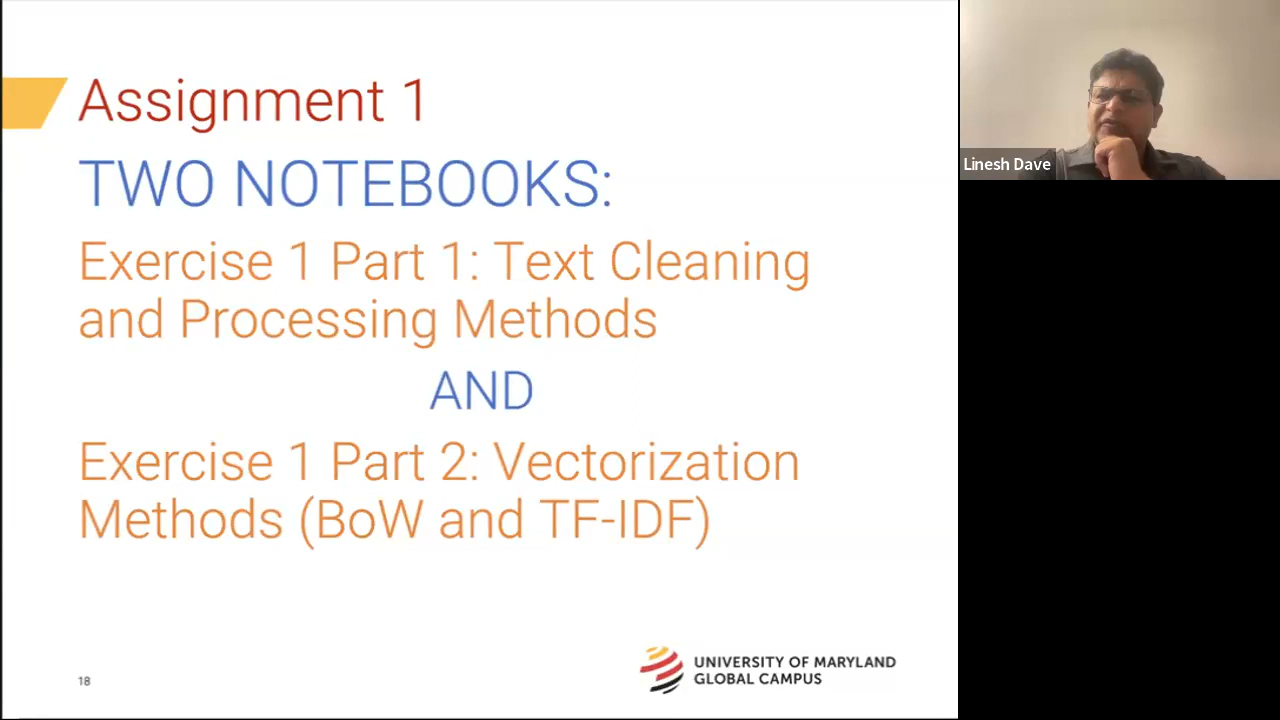 Assignment 1
TWO NOTEBOOKS:
Exercise 1 Part 1: Text Cleaning
and Processing Methods
AND
Exercise 1 Part 2: Vectorization
Methods (BoW and TF-IDF)
18
UNIVERSITY OF MARYLAND
GLOBAL CAMPUS
Linesh Dave